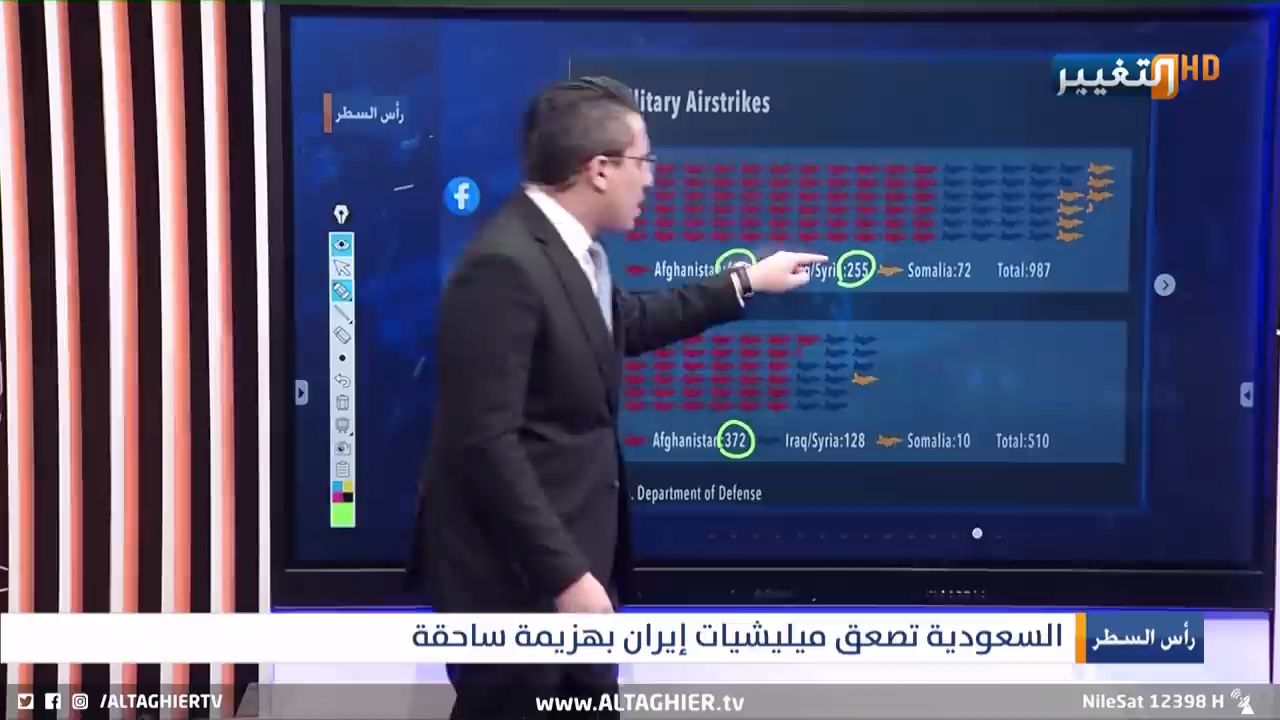 التغيير HD
litary Airstrikes
رأس السطر
Iraq/Syria:255 Somalia:72 Total:987
Afghanistan:372 Iraq/Syria:128 Somalia:10 Total:510
. Department of Defense
رأس السطر السعودية تصعق ميليشيات إيران بهزيمة ساحقة
/ALTAGHIERTV www.ALTAGHIER.tv NileSat 12398 H